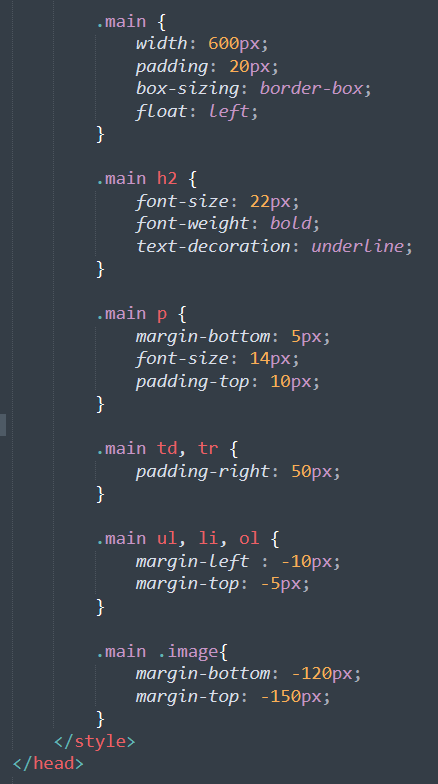 .main {
width: 600px;
padding: 20px;
box-sizing: border-box;
float: left;
}
.main h2 {
font-size: 22px;
font-weight: bold;
text-decoration: underline;
}
.main p {
margin-bottom: 5px;
font-size: 14px;
padding-top: 10px;
}
.main td, tr {
padding-right: 50px;
}
.main ul, li, ol {
margin-left : -10px;
margin-top: -5px;
}
.main .image{
margin-bottom: -120px;
margin-top: -150px;
}
</style>
</head>